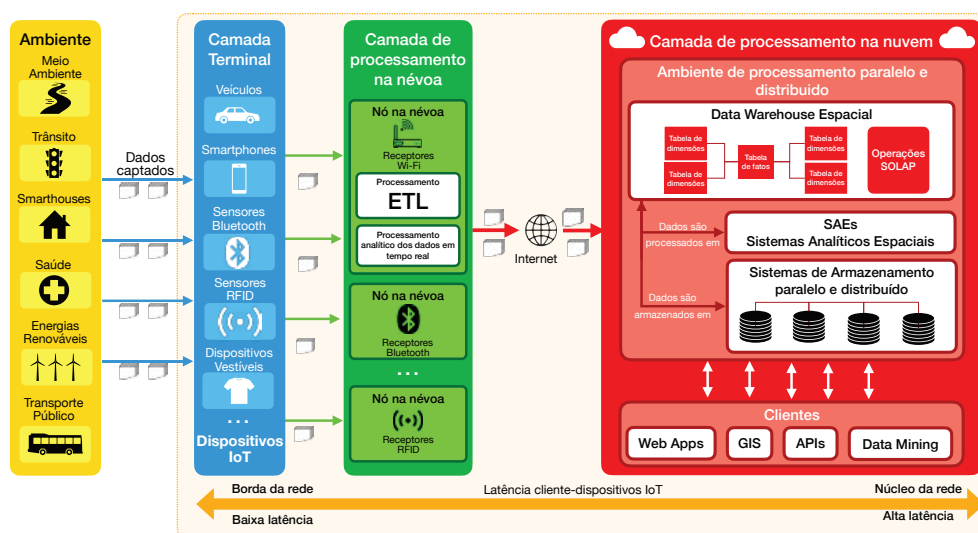 Ambiente
Meio
Ambiente
Trânsito
Smarthouses
Saúde
Energias
Renováveis
Transporte
Público
Dados
captados
Camada
Terminal
Veículos
Smartphones
Sensores
Bluetooth
Sensores
RFID
Dispositivos
Vestíveis
...
Dispositivos
IoT
Camada de
processamento
na névoa
Nó na névoa
Receptores
Wi-Fi
Processamento
ETL
Processamento
analítico dos dados em
tempo real
Nó na névoa
Receptores
Bluetooth
...
Nó na névoa
Receptores
RFID
Internet
Camada de processamento na nuvem
Ambiente de processamento paralelo e
distribuido
Data Warehouse Espacial
Tabela de
dimensões
Tabela de
dimensões
Tabela
de fatos
Tabela de
dimensões
Tabela de
dimensões
Operações
SOLAP
Dados são
processados em
SAEs
Sistemas Analíticos Espaciais
Dados são
armazenados em
Sistemas de Armazenamento
paralelo e distribuído
Clientes
Web Apps
GIS
APIs
Data Mining
Borda da rede
Latência cliente-dispositivos IoT
Núcleo da rede
Baixa latência
Alta latência